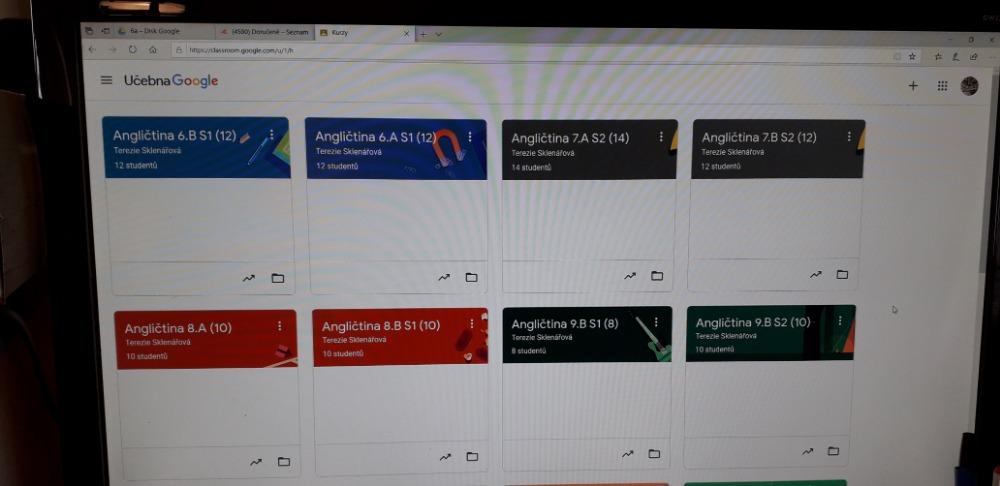 6a – Disk Google
(4580) Doručené – Seznam
Kurzy
https://classroom.google.com/u/1/h
Učebna Google
Angličtina 6.B S1 (12)
Terezie Sklenářová
12 studentů
Angličtina 6.A S1 (12)
Terezie Sklenářová
12 studentů
Angličtina 7.A S2 (14)
Terezie Sklenářová
14 studentů
Angličtina 7.B S2 (12)
Terezie Sklenářová
12 studentů
Angličtina 8.A (10)
Terezie Sklenářová
10 studentů
Angličtina 8.B S1 (10)
Terezie Sklenářová
10 studentů
Angličtina 9.B S1 (8)
Terezie Sklenářová
8 studentů
Angličtina 9.B S2 (10)
Terezie Sklenářová
10 studentů